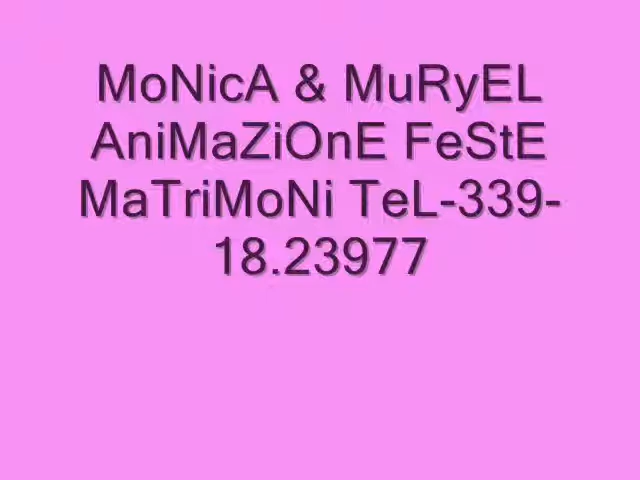 MoNicA & MuRyEL
AniMaZiOnE FeStE
MaTriMoNi TeL-339-
18.23977